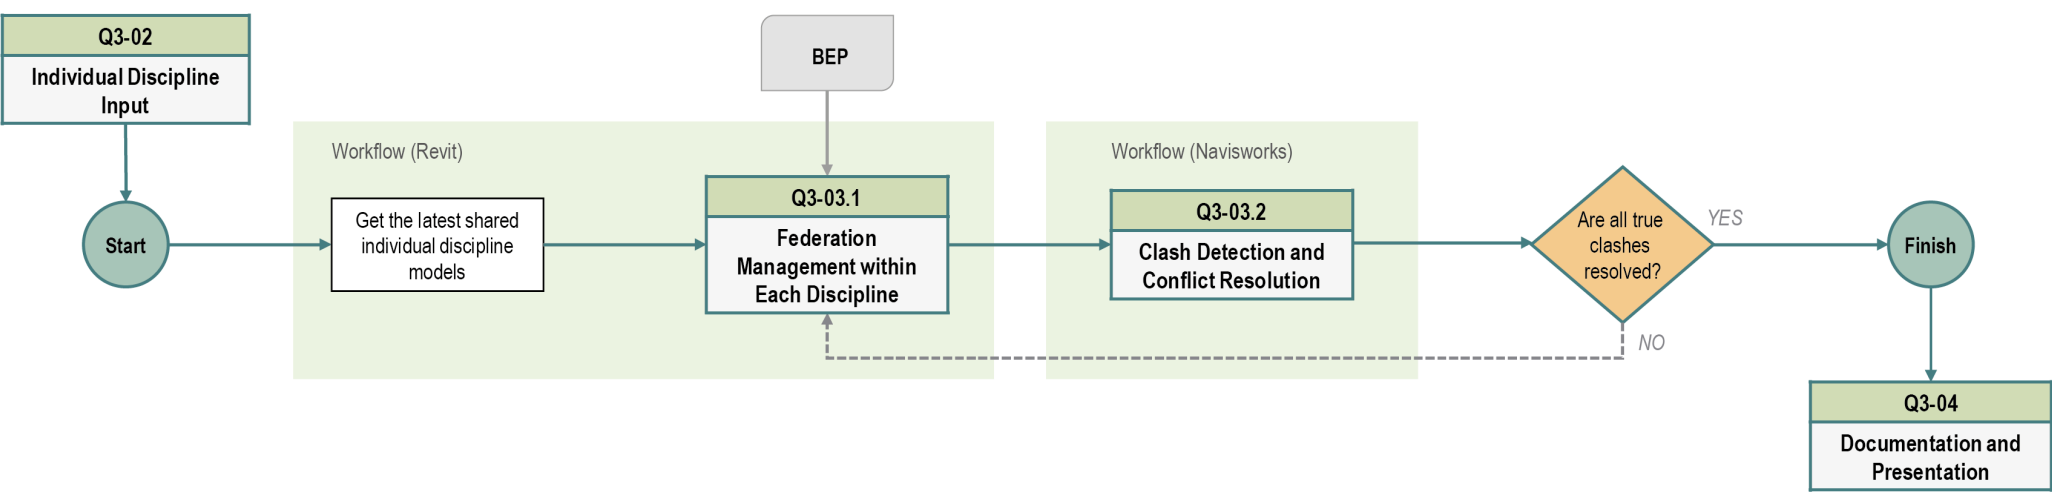 Q3-02
Individual Discipline
Input
BEP
Workflow (Revit)
Workflow (Navisworks)
Start
Get the latest shared
individual discipline
models
Q3-03.1
Federation
Management within
Each Discipline
Q3-03.2
Clash Detection and
Conflict Resolution
Are all true
clashes
resolved?
YES
NO
Finish
Q3-04
Documentation and
Presentation